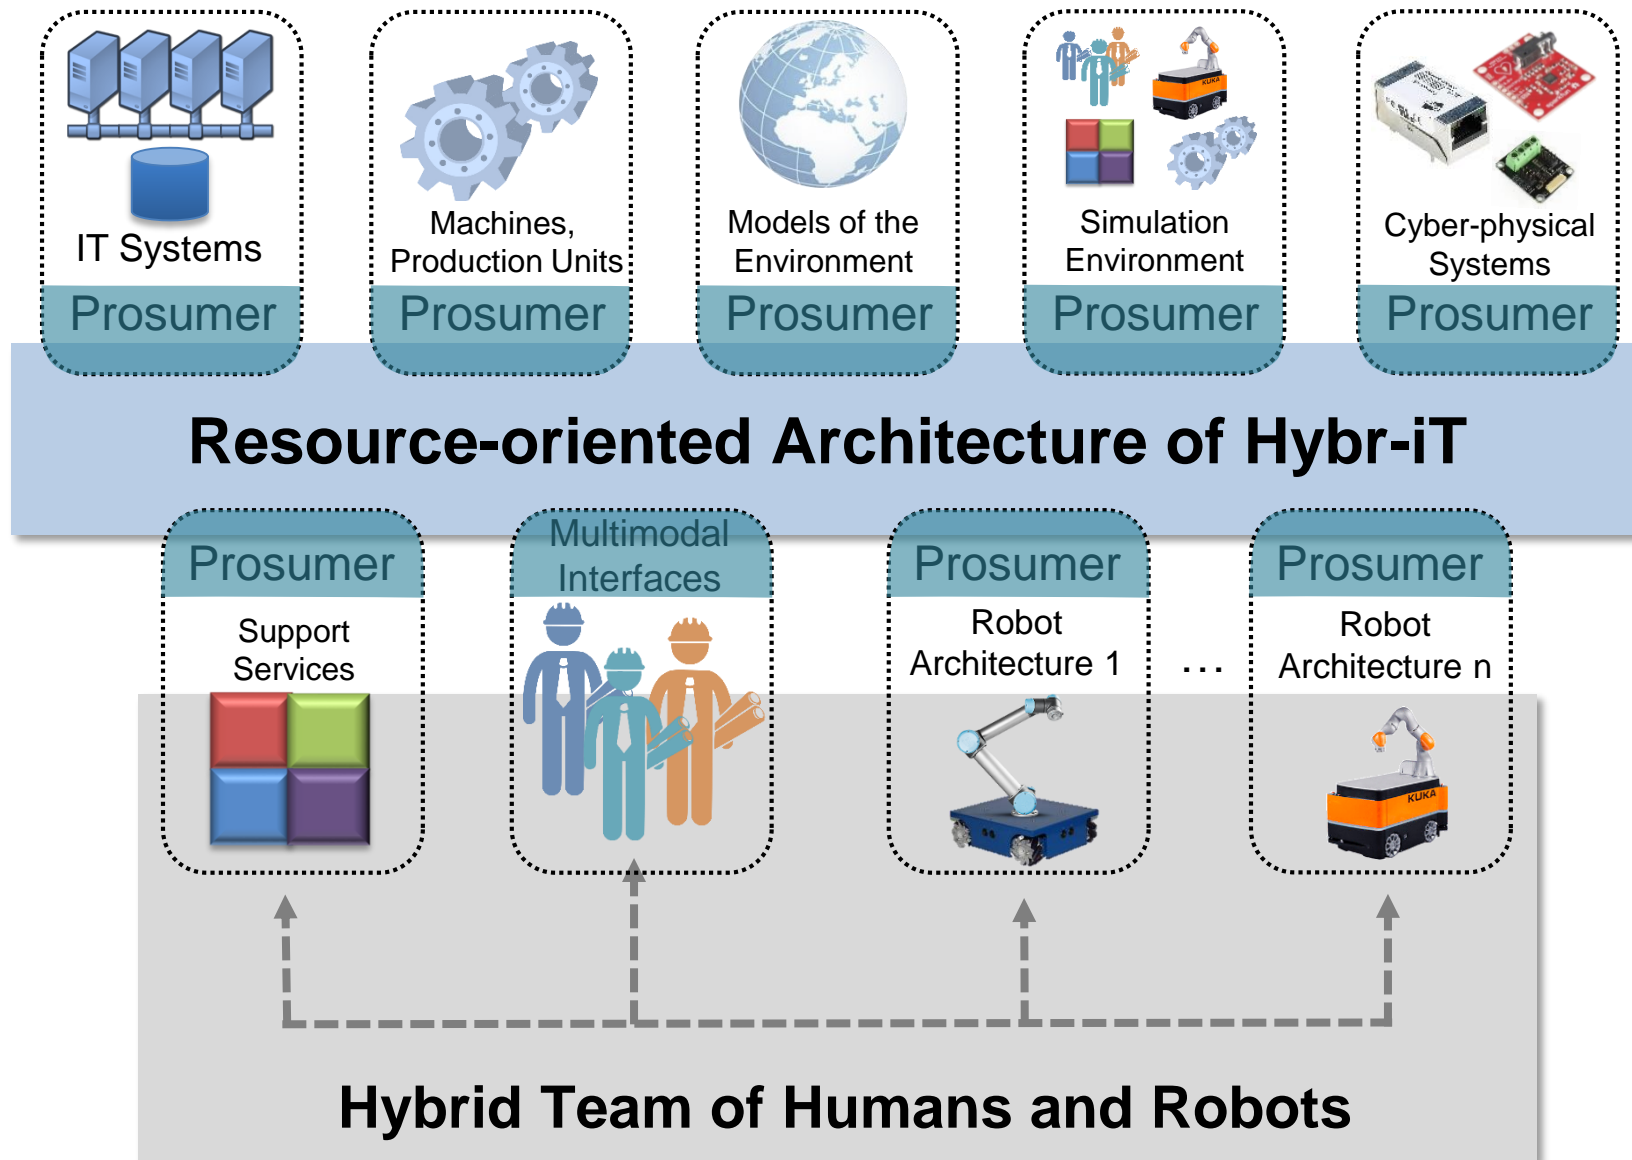 IT Systems
Prosumer
Machines,
Production Units
Prosumer
Models of the
Environment
Prosumer
KUKA
Simulation
Environment
Prosumer
Cyber-physical
Systems
Prosumer
Resource-oriented Architecture of Hybr-iT
Prosumer
Support
Services
Multimodal
Interfaces
Prosumer
Robot
Architecture 1
...
Prosumer
Robot
Architecture n
KUKA
Hybrid Team of Humans and Robots